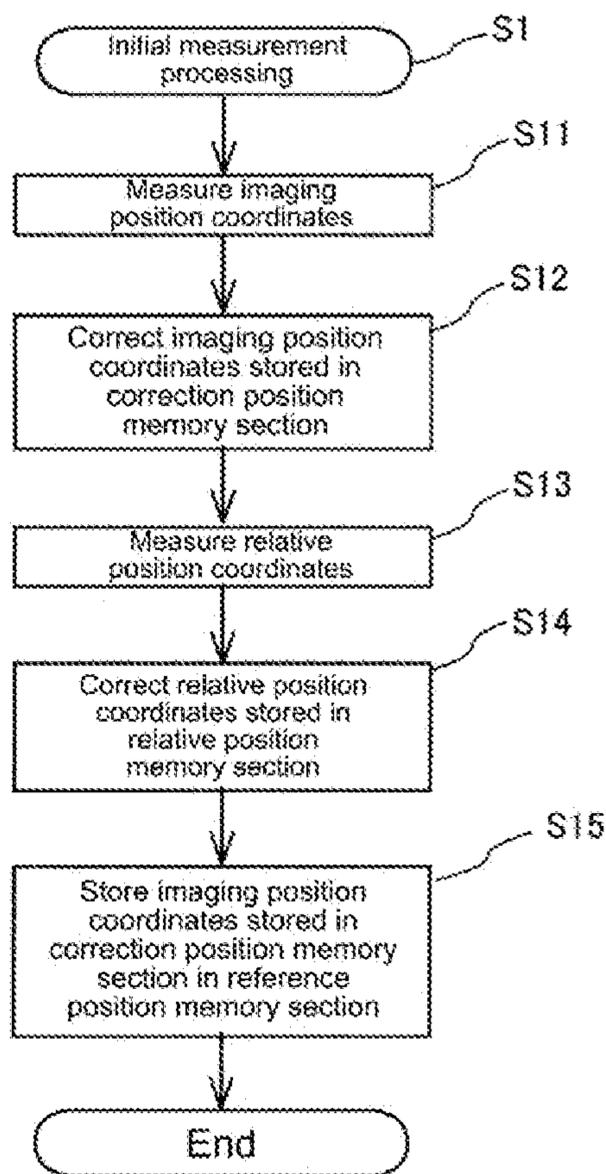 S1
Initial measurement
processing
S11
Measure imaging
position coordinates
S12
Correct imaging position
coordinates stored in
correction position
memory section
S13
Measure relative
position coordinates
S14
Correct relative position
coordinates stored in
relative position
memory section
S15
Store imaging position
coordinates stored in
correction position memory
section in reference
position memory section
End